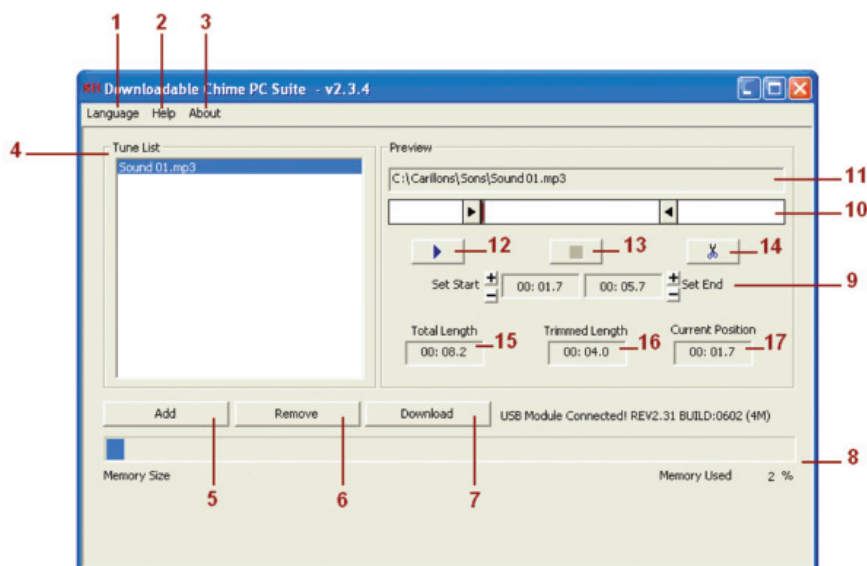 1 2 3
Downloadable Chime PC Suite - v2.3.4
Language Help About
4
Tune List
Sound 01.mp3
Preview
C:\Carillons\Sons\Sound 01.mp3
11
10
12 13 14
Set Start + - 00: 01.7 00: 05.7 + - Set End
9
Total Length Trimmed Length Current Position
00: 08.2 15 00: 04.0 16 00: 01.7 17
Add Remove Download USB Module Connected! REV2.31 BUILD:0602 (4M)
8
Memory Size Memory Used 2 %
5 6 7